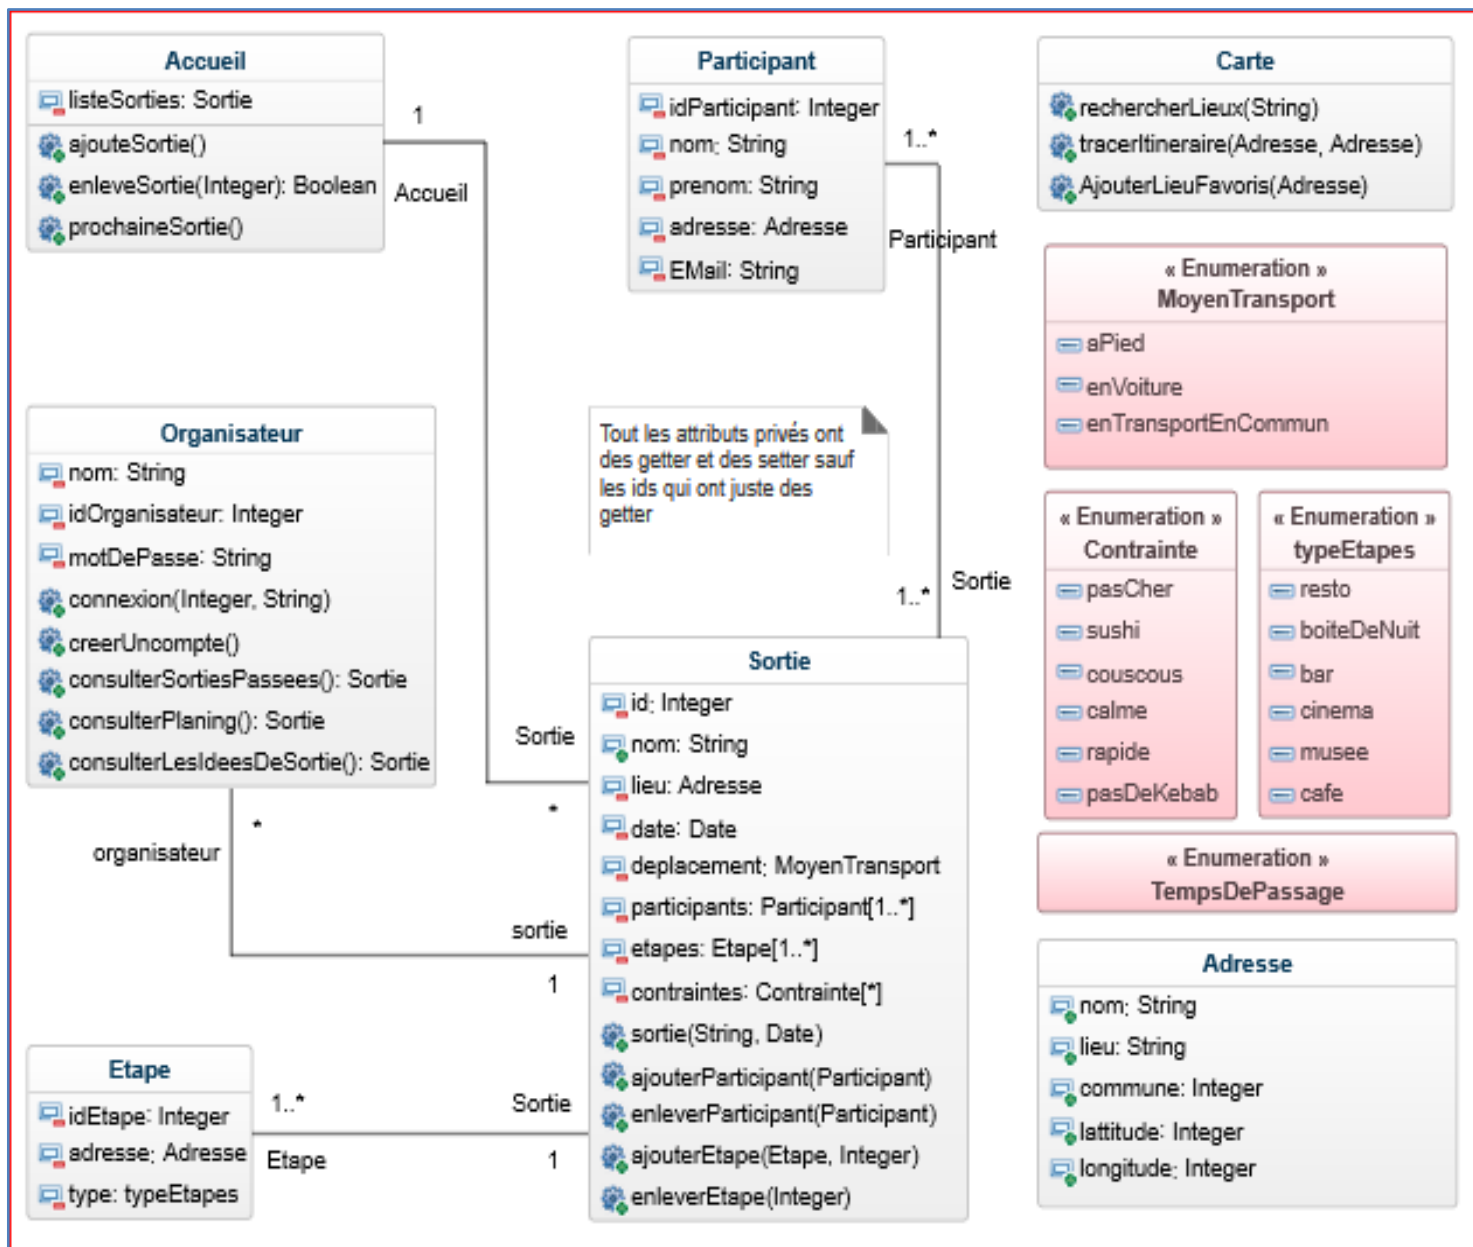 Accueil
listeSorties: Sortie
ajouteSortie()
enleveSortie(Integer): Boolean
prochaineSortie()
1
Accueil
Participant
idParticipant: Integer
nom: String
prenom: String
adresse: Adresse
EMail: String
1..*
Participant
Carte
rechercherLieux(String)
tracerItineraire(Adresse, Adresse)
AjouterLieuFavoris(Adresse)
« Enumeration »
MoyenTransport
aPied
enVoiture
enTransportEnCommun
Organisateur
nom: String
idOrganisateur: Integer
motDePasse: String
connexion(Integer, String)
creerUncompte()
consulterSortiesPassees(): Sortie
consulterPlaning(): Sortie
consulterLesIdeesDeSortie(): Sortie
*
organisateur
Tout les attributs privés ont
des getter et des setter sauf
les ids qui ont juste des
getter
« Enumeration »
Contrainte
pasCher
sushi
couscous
calme
rapide
pasDeKebab
« Enumeration »
typeEtapes
resto
boiteDeNuit
bar
cinema
musee
cafe
Sortie
1..*
Sortie
*
sortie
1
Sortie
id: Integer
nom: String
lieu: Adresse
date: Date
deplacement: MoyenTransport
participants: Participant[1..*]
etapes: Etape[1..*]
contraintes: Contrainte[*]
sortie(String, Date)
ajouterParticipant(Participant)
enleverParticipant(Participant)
ajouterEtape(Etape, Integer)
enleverEtape(Integer)
« Enumeration »
TempsDePassage
Adresse
nom: String
lieu: String
commune: Integer
lattitude: Integer
longitude: Integer
Etape
idEtape: Integer
adresse: Adresse
type: typeEtapes
1..*
Etape
Sortie
1